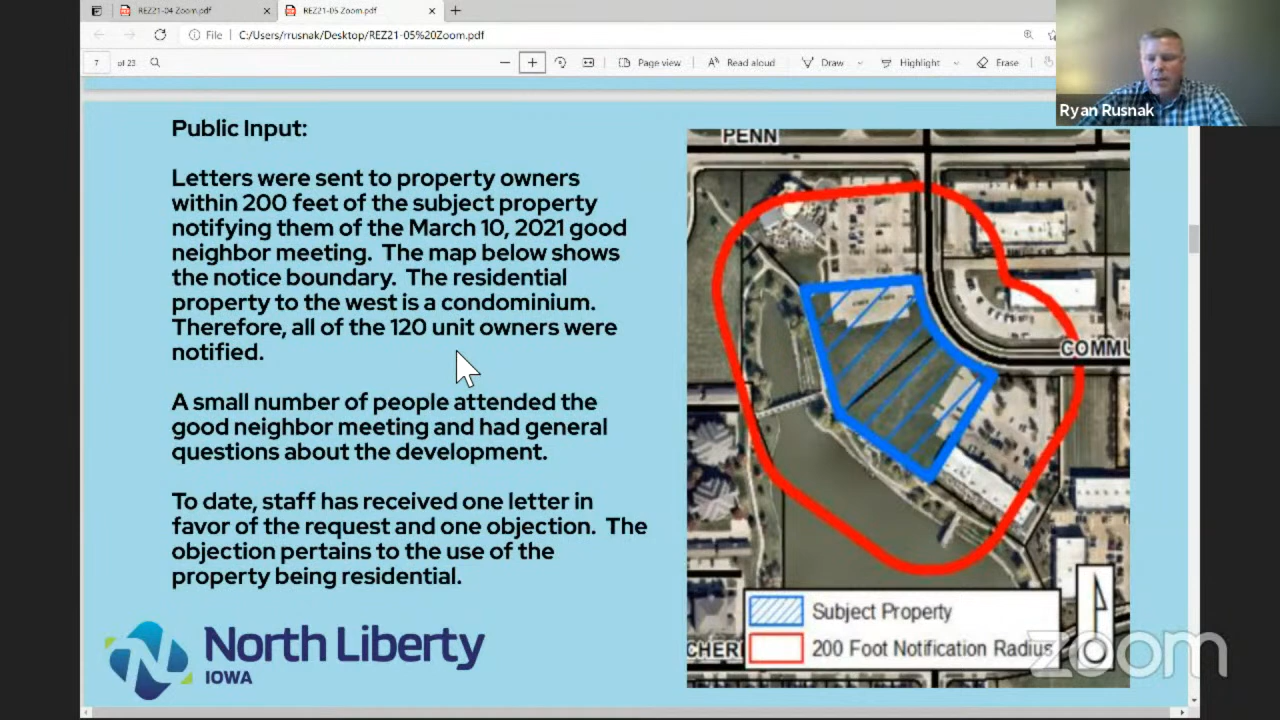 REZ21-04 Zoom.pdf
REZ21-05 Zoom.pdf
File
C:/Users/rrusnak/Desktop/REZ21-05%20Zoom.pdf
7 of 23
Page view
Read aloud
Draw
Highlight
Erase
Ryan Rusnak
Public Input:
Letters were sent to property owners
within 200 feet of the subject property
notifying them of the March 10, 2021 good
neighbor meeting. The map below shows
the notice boundary. The residential
property to the west is a condominium.
Therefore, all of the 120 unit owners were
notified.
A small number of people attended the
good neighbor meeting and had general
questions about the development.
To date, staff has received one letter in
favor of the request and one objection. The
objection pertains to the use of the
property being residential.
North Liberty
IOWA
PENN
COMMU
CHERI
Subject Property
200 Foot Notification Radius
zoom